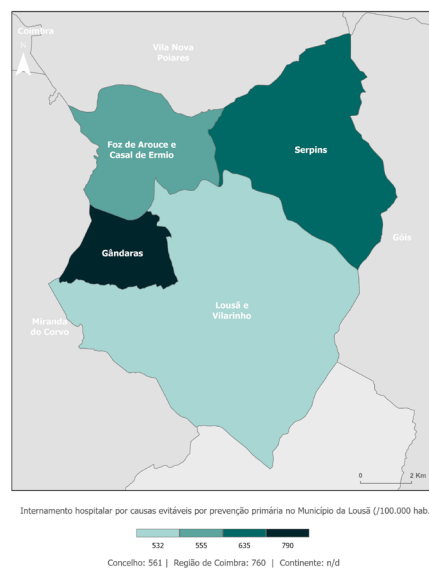 Coimbra
N
Vila Nova
Poiares
Foz de Arouce e
Casal de Ermio
Serpins
Góis
Gândaras
Lousã e
Vilarinho
Miranda
do Corvo
0 2 Km
Internamento hospitalar por causas evitáveis por prevenção primária no Município da Lousã (/100.000 hab.
532 555 635 790
Concelho: 561 | Região de Coimbra: 760 | Continente: n/d